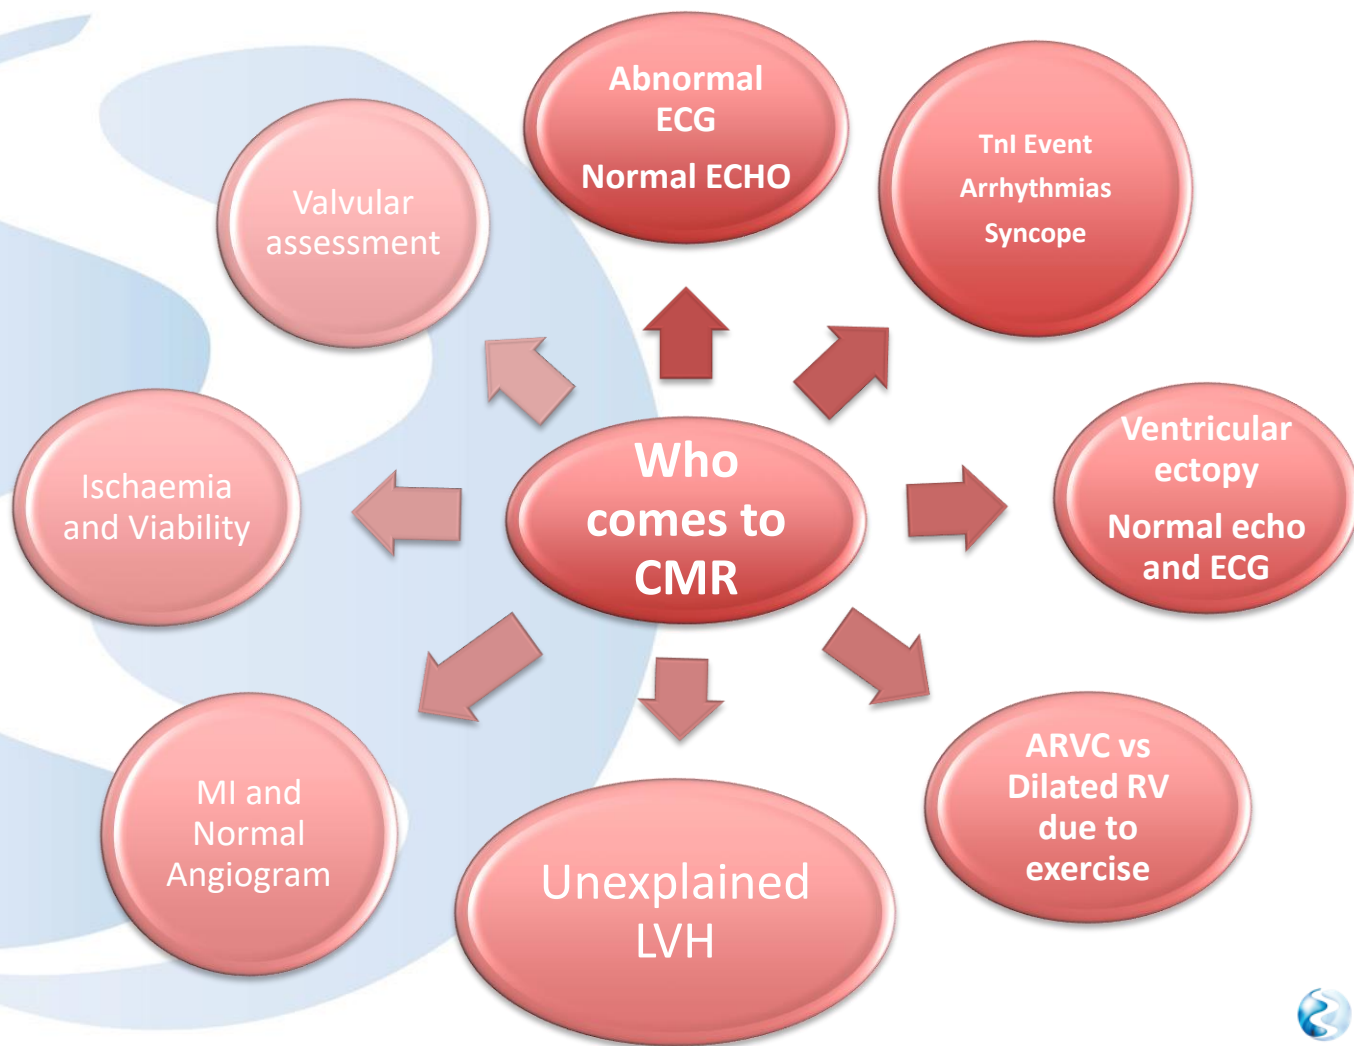 Abnormal
ECG
Normal ECHO
TnI Event
Arrhythmias
Syncope
Valvular
assessment
Ventricular
ectopy
Normal echo
and ECG
Who
comes to
CMR
Ischaemia
and Viability
ARVC vs
Dilated RV
due to
exercise
MI and
Normal
Angiogram
Unexplained
LVH